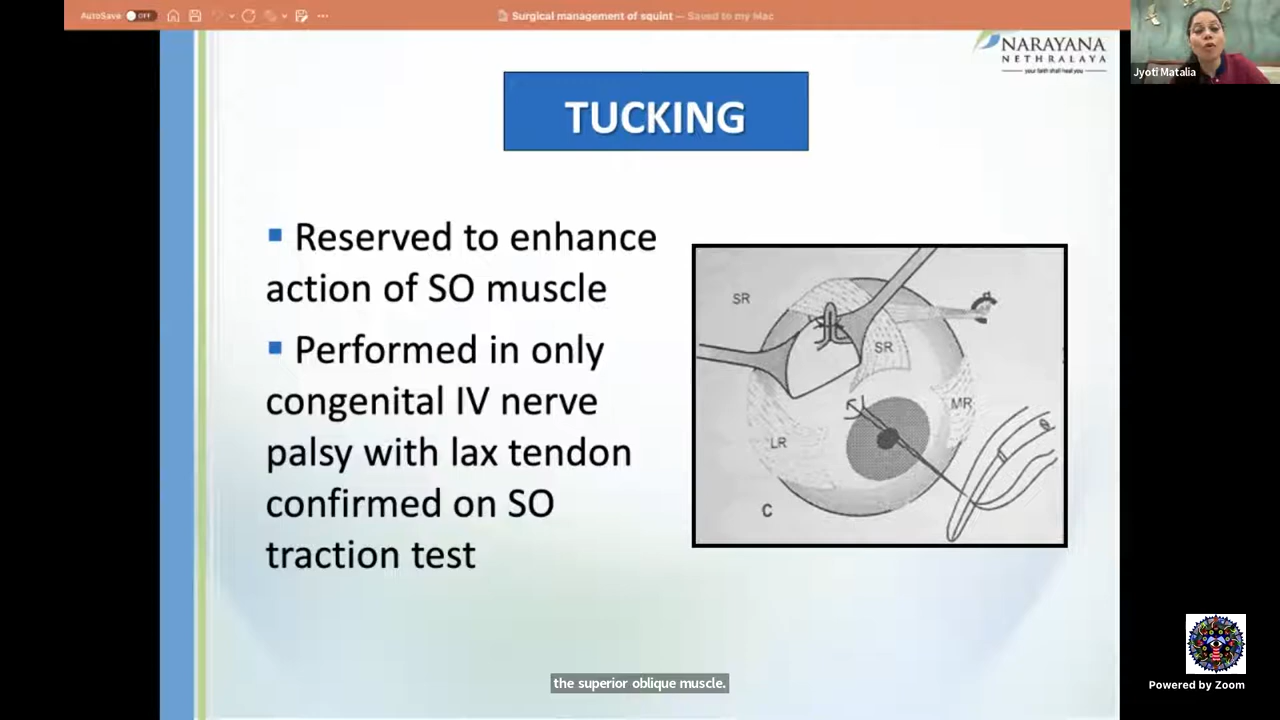 AutoSave OFF
Surgical management of squint — Saved to my Mac
NARAYANA
NETHRALAYA
your faith shall heal you
Jyoti Matalia
TUCKING
Reserved to enhance
action of SO muscle
Performed in only
congenital IV nerve
palsy with lax tendon
confirmed on SO
traction test
SR
SR
MR
LR
C
the superior oblique muscle.
Powered by Zoom